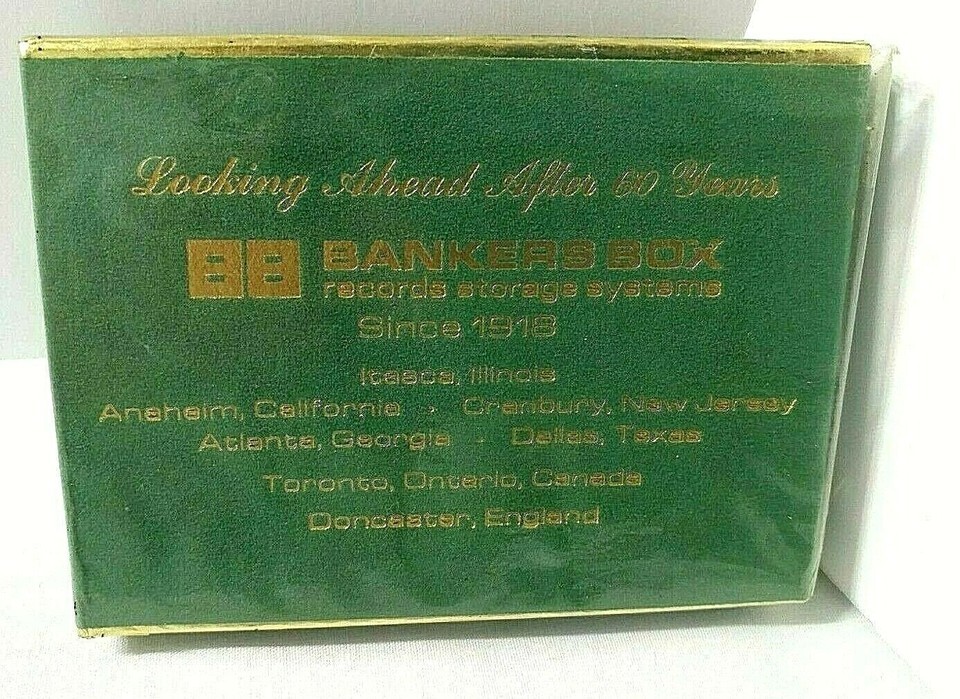 Looking Ahead After 60 Years
BB BANKERS BOX
records storage systems
Since 1918
Itasca, Illinois
Anaheim, California · Cranbury, New Jersey
Atlanta, Georgia · Dallas, Texas
Toronto, Ontario, Canada
Doncaster, England